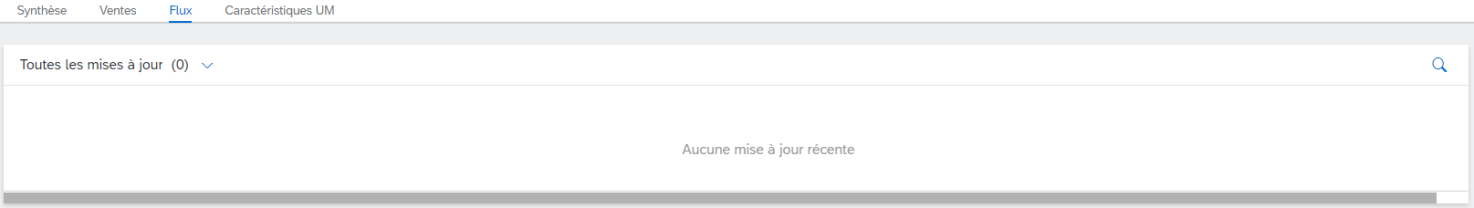 Synthèse Ventes Flux Caractéristiques UM
Toutes les mises à jour (0)
Aucune mise à jour récente